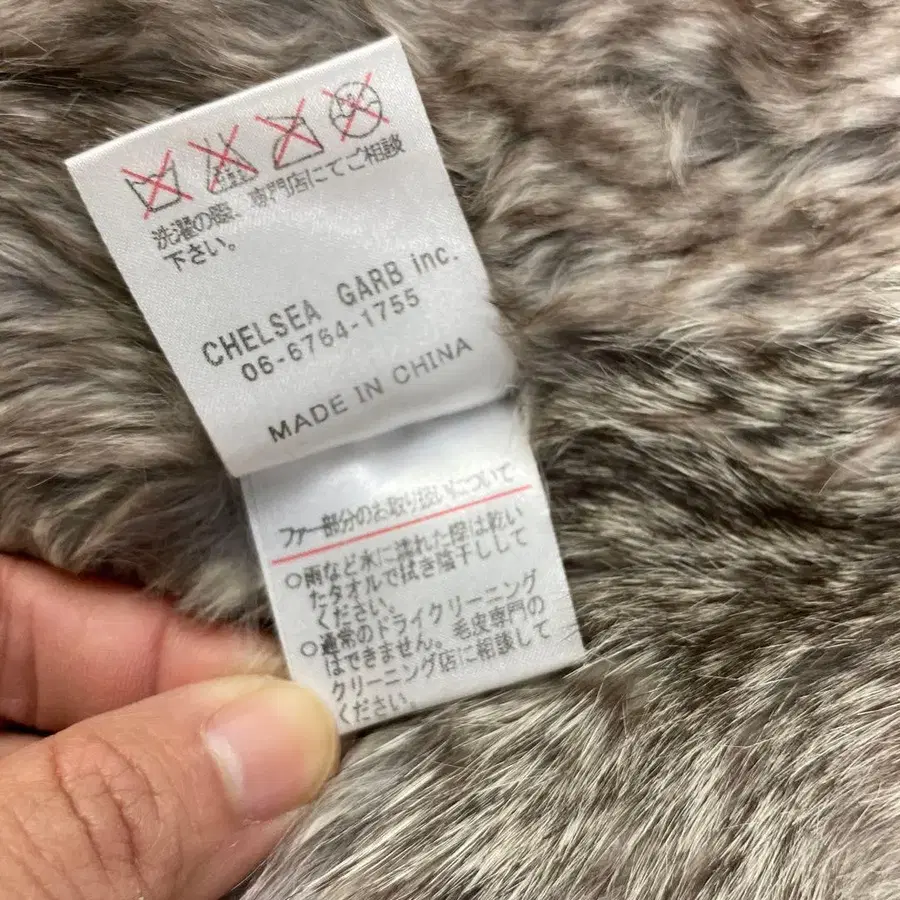 洗濯の際、専門店にてご相談
下さい。
CHELSEA GARB inc.
06-6764-1755
MADE IN CHINA
ファー部分のお取り扱いについて
○雨など水に濡れた際は乾い
たタオルで拭き陰干しして
ください。
○通常のドライクリーニング
はできません。毛皮専門の
クリーニング店に相談して
ください。